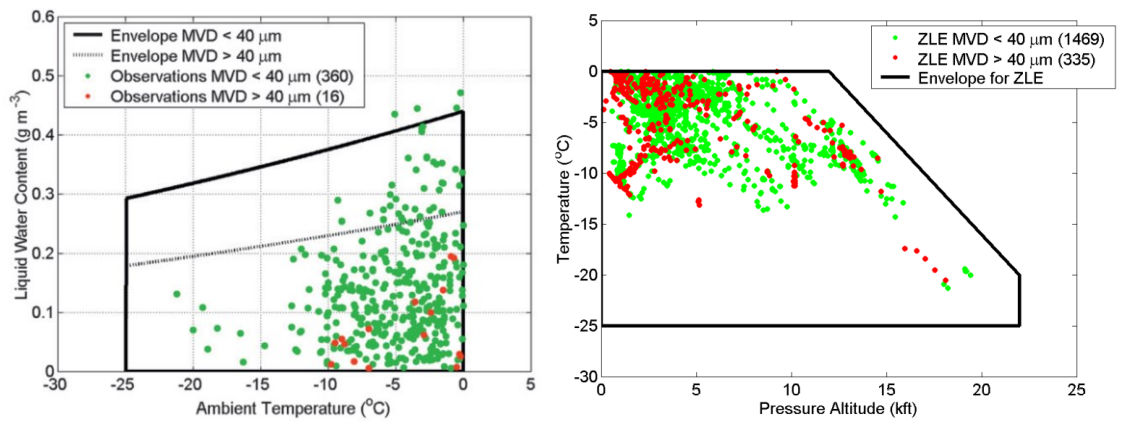 0.6
0.5
0.4
0.3
0.2
0.1
0
-30
-25
-20
-15
-10
-5
0
5
Liquid Water Content (g m⁻³)
Ambient Temperature (°C)
Envelope MVD < 40 μm
Envelope MVD > 40 μm
Observations MVD < 40 μm (360)
Observations MVD > 40 μm (16)
5
0
-5
-10
-15
-20
-25
-30
0
5
10
15
20
25
Temperature (°C)
Pressure Altitude (kft)
ZLE MVD < 40 μm (1469)
ZLE MVD > 40 μm (335)
Envelope for ZLE